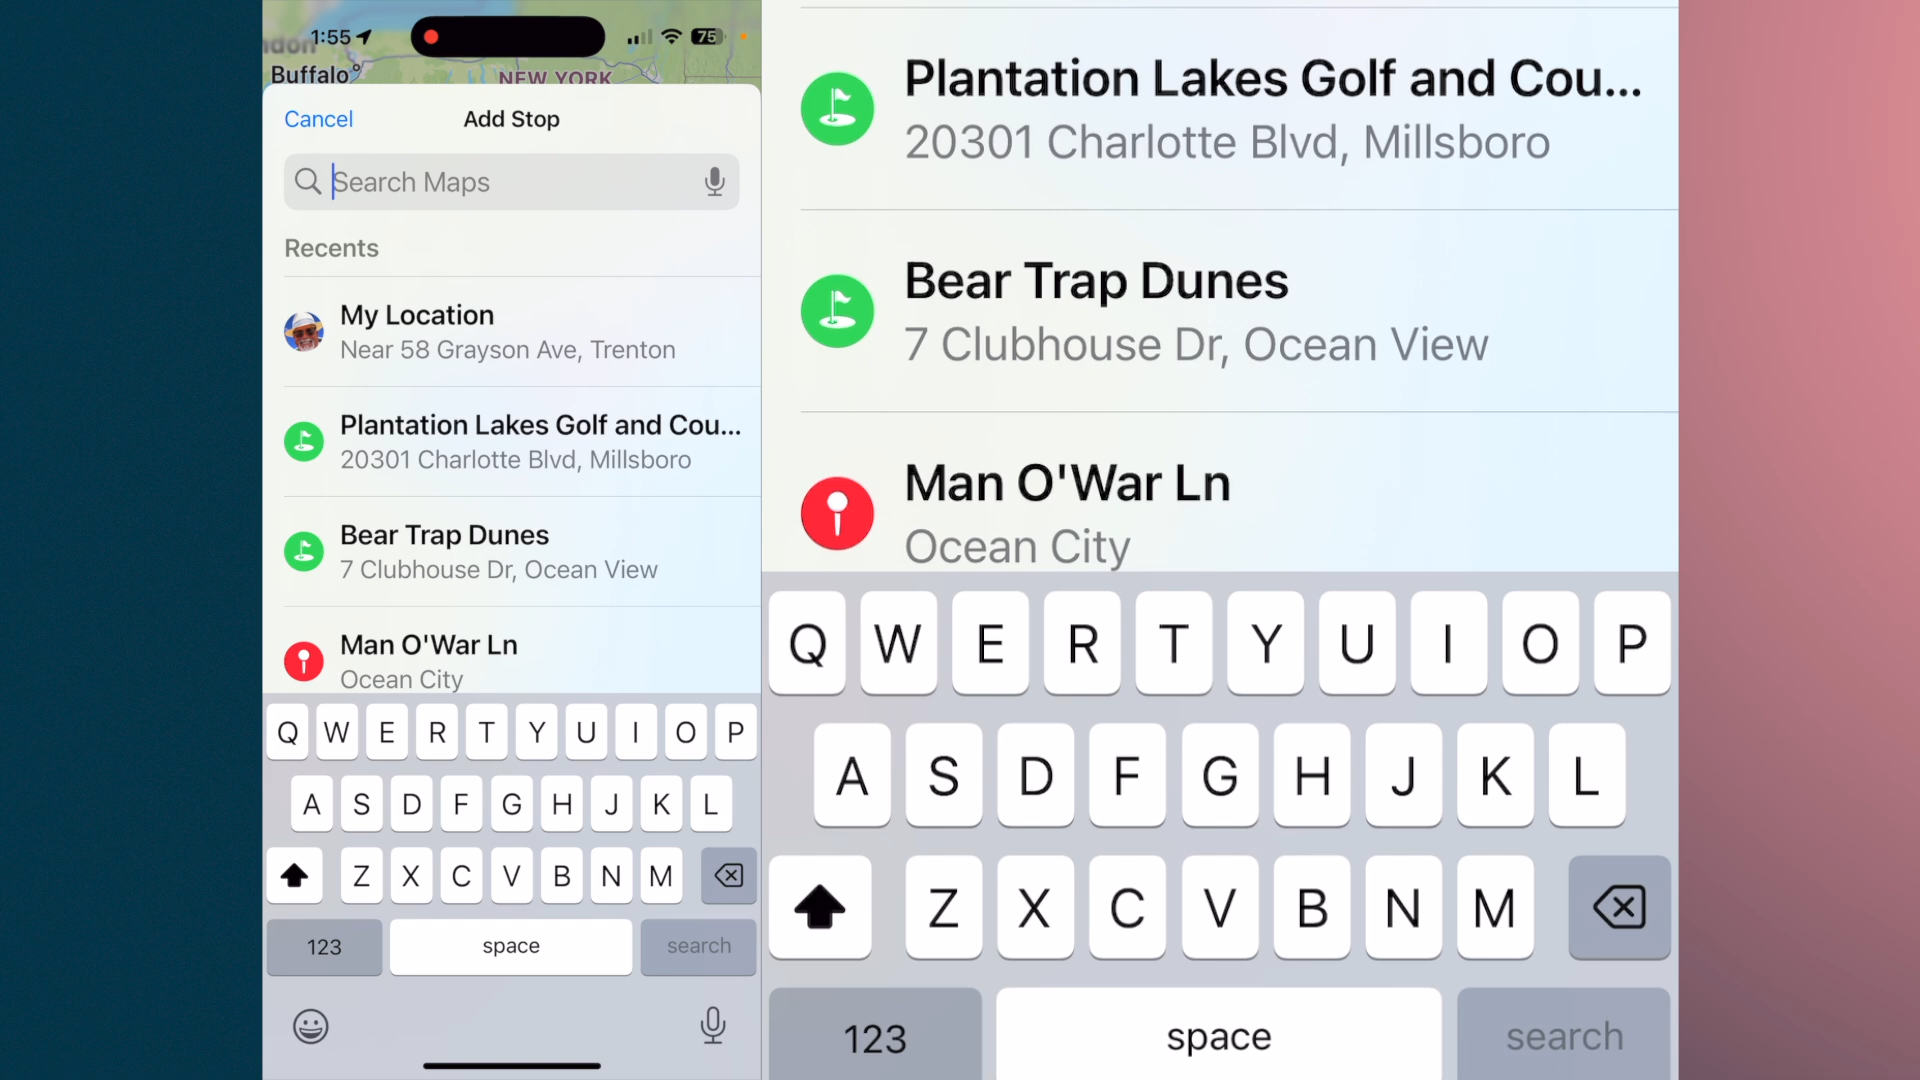 1:55
75
Buffalo
NEW YORK
Cancel
Add Stop
Search Maps
Recents
My Location
Near 58 Grayson Ave, Trenton
Plantation Lakes Golf and Cou...
20301 Charlotte Blvd, Millsboro
Bear Trap Dunes
7 Clubhouse Dr, Ocean View
Man O'War Ln
Ocean City
Q W E R T Y U I O P
A S D F G H J K L
Z X C V B N M
123 space search
Plantation Lakes Golf and Cou...
20301 Charlotte Blvd, Millsboro
Bear Trap Dunes
7 Clubhouse Dr, Ocean View
Man O'War Ln
Ocean City
Q W E R T Y U I O P
A S D F G H J K L
Z X C V B N M
123 space search